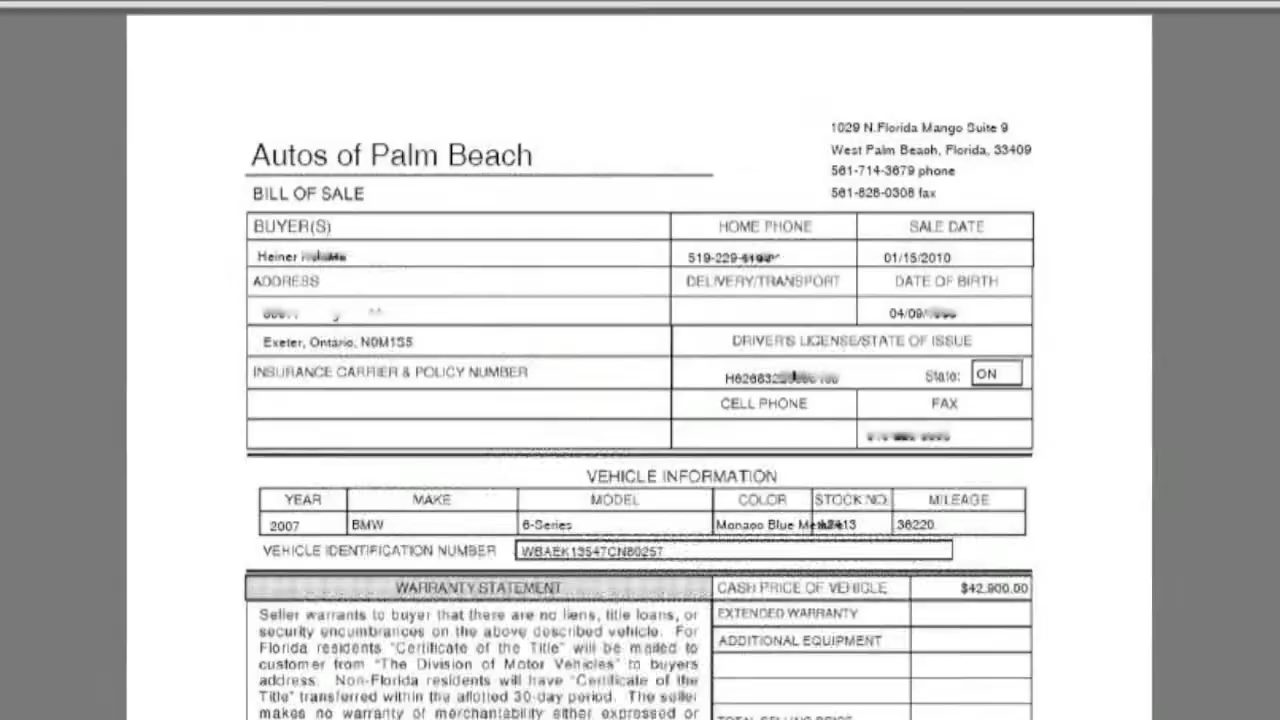 1029 N.Florida Mango Suite 9
Autos of Palm Beach
West Palm Beach, Florida, 33409
561-714-3679 phone
BILL OF SALE
561-828-0308 fax
BUYER(S) HOME PHONE SALE DATE
Heiner 519-229- 01/15/2010
ADDRESS DELIVERY/TRANSPORT DATE OF BIRTH
04/09/
Exeter, Ontario, N0M1S5
DRIVER'S LICENSE/STATE OF ISSUE
INSURANCE CARRIER & POLICY NUMBER
State: ON
CELL PHONE FAX
VEHICLE INFORMATION
YEAR MAKE MODEL COLOR STOCK NO. MILEAGE
2007 BMW 6-Series Monaco Blue 36220
VEHICLE IDENTIFICATION NUMBER WBAEK13547CN80257
WARRANTY STATEMENT CASH PRICE OF VEHICLE $42,900.00
Seller warrants to buyer that there are no liens, title loans, or
EXTENDED WARRANTY
security encumbrances on the above described vehicle. For
Florida residents "Certificate of the Title" will be mailed to
ADDITIONAL EQUIPMENT
customer from "The Division of Motor Vehicles" to buyers
address. Non-Florida residents will have "Certificate of the
Title" transferred within the allotted 30-day period. The seller
makes no warranty of merchantability either expressed or
TOTAL SELLING PRICE